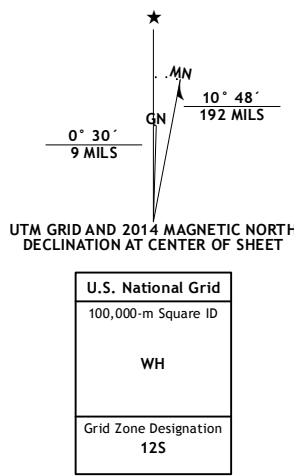 ★
MN
GN
0° 30´
9 MILS
10° 48´
192 MILS
UTM GRID AND 2014 MAGNETIC NORTH
DECLINATION AT CENTER OF SHEET
U.S. National Grid
100,000-m Square ID
WH
Grid Zone Designation
12S